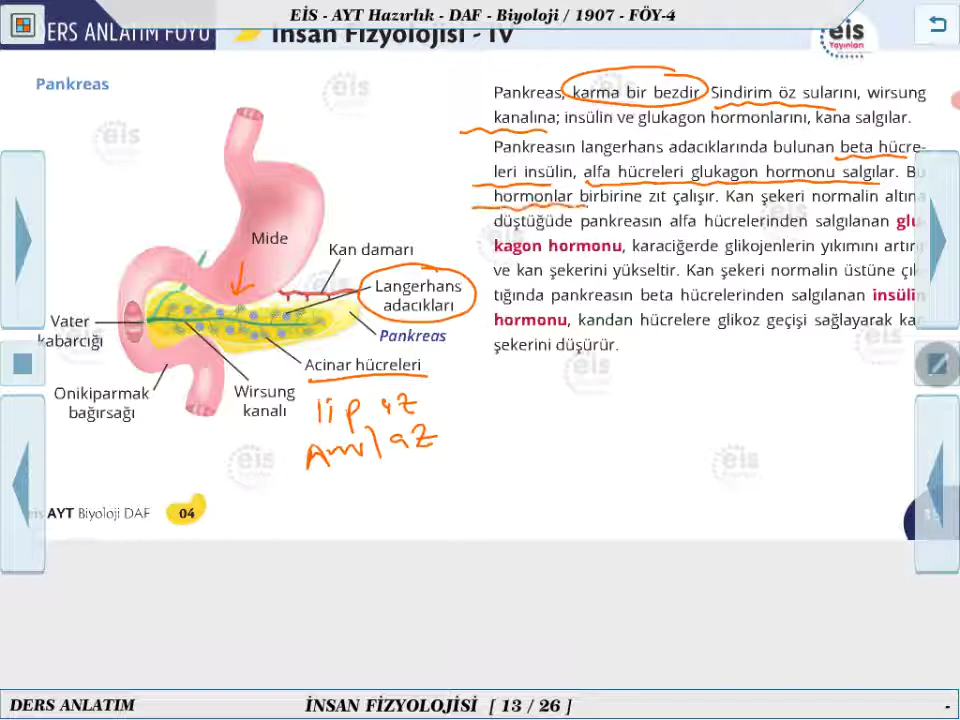 EİS - AYT Hazırlık - DAF - Biyoloji / 1907 - FÖY-4
DERS ANLATIM FÖYÜ
İnsan Fizyolojisi - IV
eis
Yayınları
Pankreas
Mide
Kan damarı
Langerhans
adacıkları
Pankreas
Acinar hücreleri
Vater
kabarcığı
Onikiparmak
bağırsağı
Wirsung
kanalı
lipaz
Amilaz
Pankreas, karma bir bezdir. Sindirim öz sularını, wirsung
kanalına; insülin ve glukagon hormonlarını, kana salgılar.
Pankreasın langerhans adacıklarında bulunan beta hücre-
leri insülin, alfa hücreleri glukagon hormonu salgılar. Bu
hormonlar birbirine zıt çalışır. Kan şekeri normalin altına
düştüğüde pankreasın alfa hücrelerinden salgılanan glu-
kagon hormonu, karaciğerde glikojenlerin yıkımını artırır
ve kan şekerini yükseltir. Kan şekeri normalin üstüne çık-
tığında pankreasın beta hücrelerinden salgılanan insülin
hormonu, kandan hücrelere glikoz geçişi sağlayarak kan
şekerini düşürür.
eis AYT Biyoloji DAF 04
DERS ANLATIM
İNSAN FİZYOLOJİSİ [ 13 / 26 ]
-